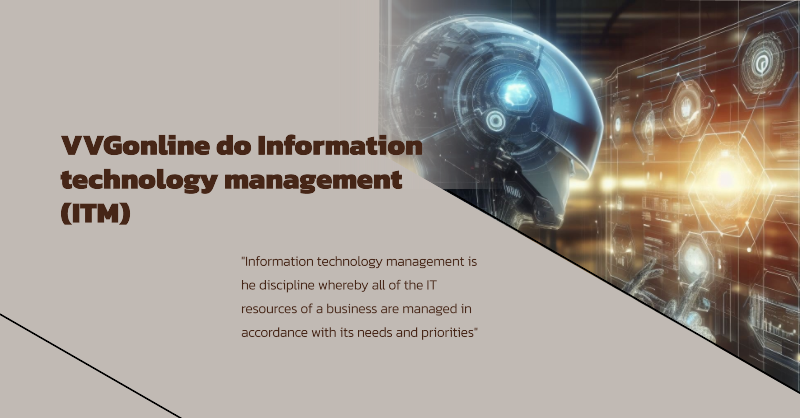 VVGonline do Information
technology management
(ITM)
"Information technology management is
he discipline whereby all of the IT
resources of a business are managed in
accordance with its needs and priorities"